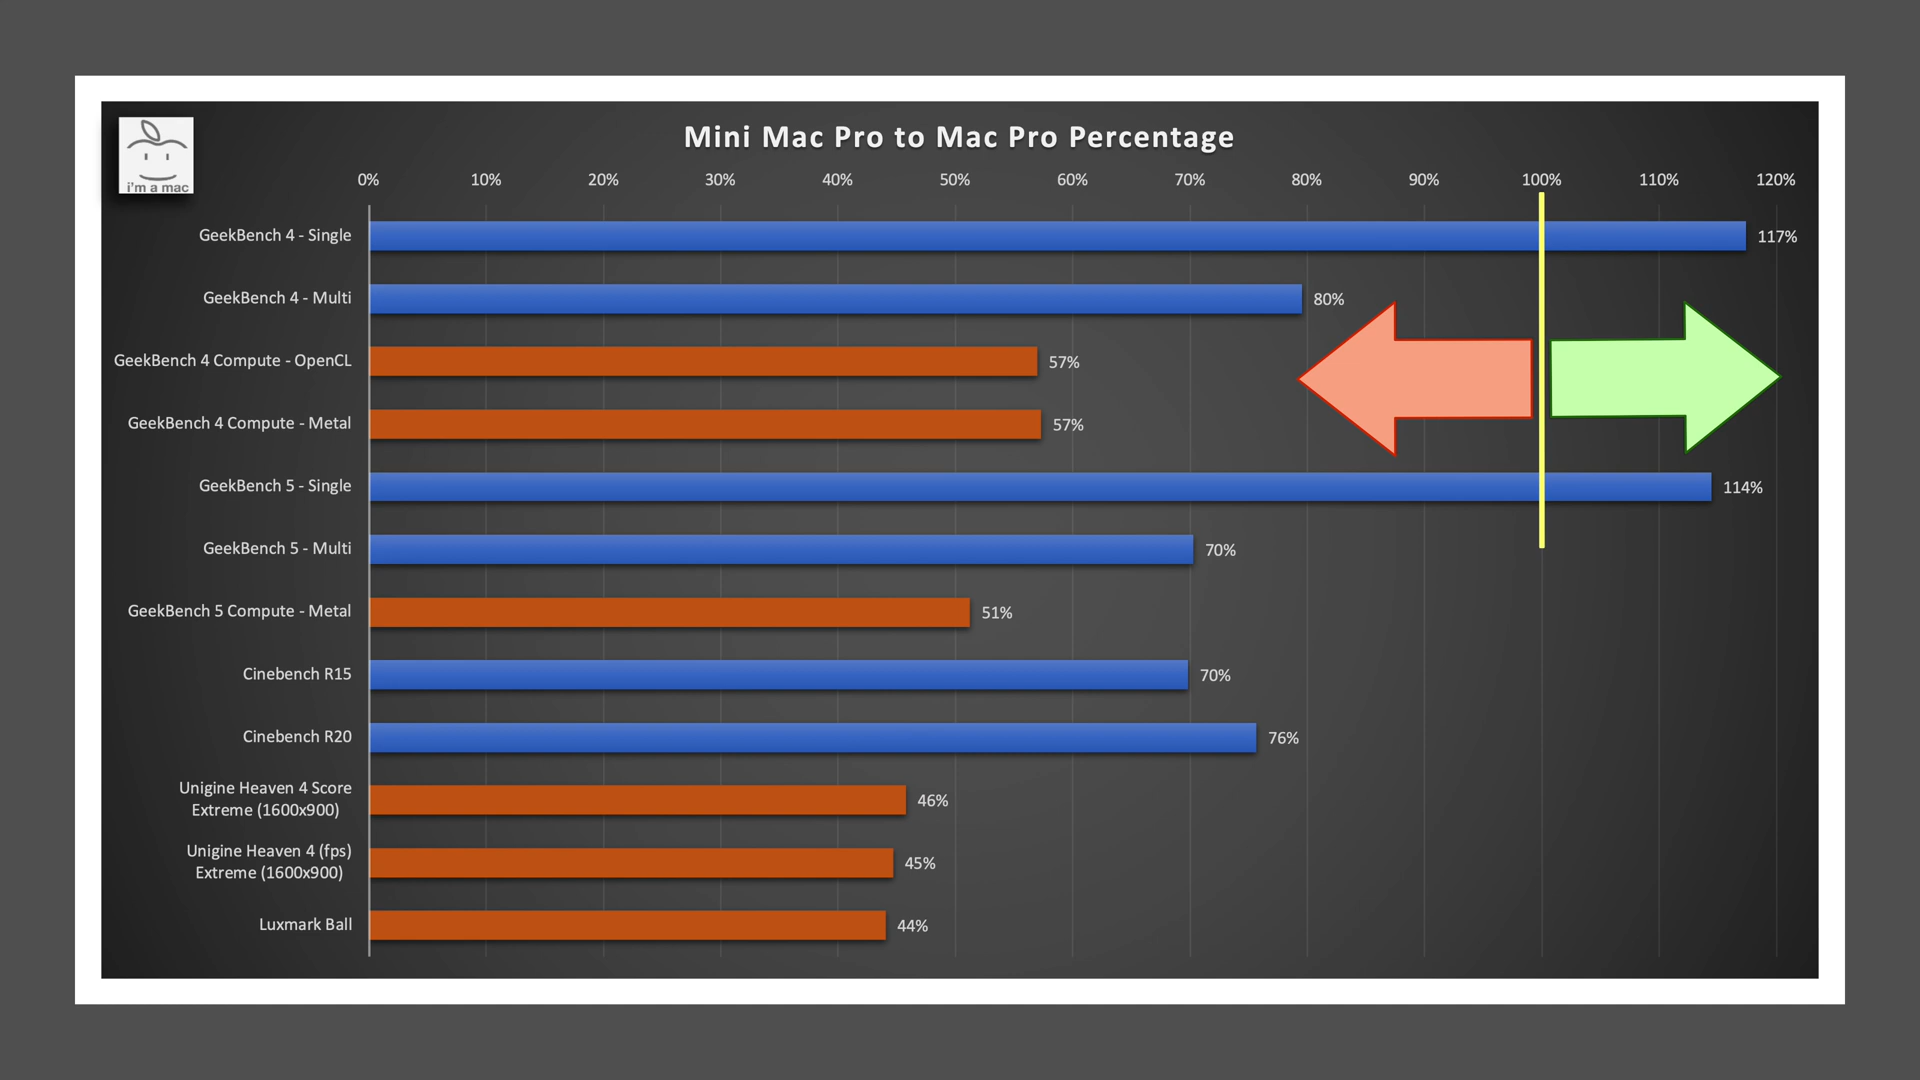 i'm a mac
Mini Mac Pro to Mac Pro Percentage
0% 10% 20% 30% 40% 50% 60% 70% 80% 90% 100% 110% 120%
GeekBench 4 - Single 117%
GeekBench 4 - Multi 80%
GeekBench 4 Compute - OpenCL 57%
GeekBench 4 Compute - Metal 57%
GeekBench 5 - Single 114%
GeekBench 5 - Multi 70%
GeekBench 5 Compute - Metal 51%
Cinebench R15 70%
Cinebench R20 76%
Unigine Heaven 4 Score
Extreme (1600x900) 46%
Unigine Heaven 4 (fps)
Extreme (1600x900) 45%
Luxmark Ball 44%